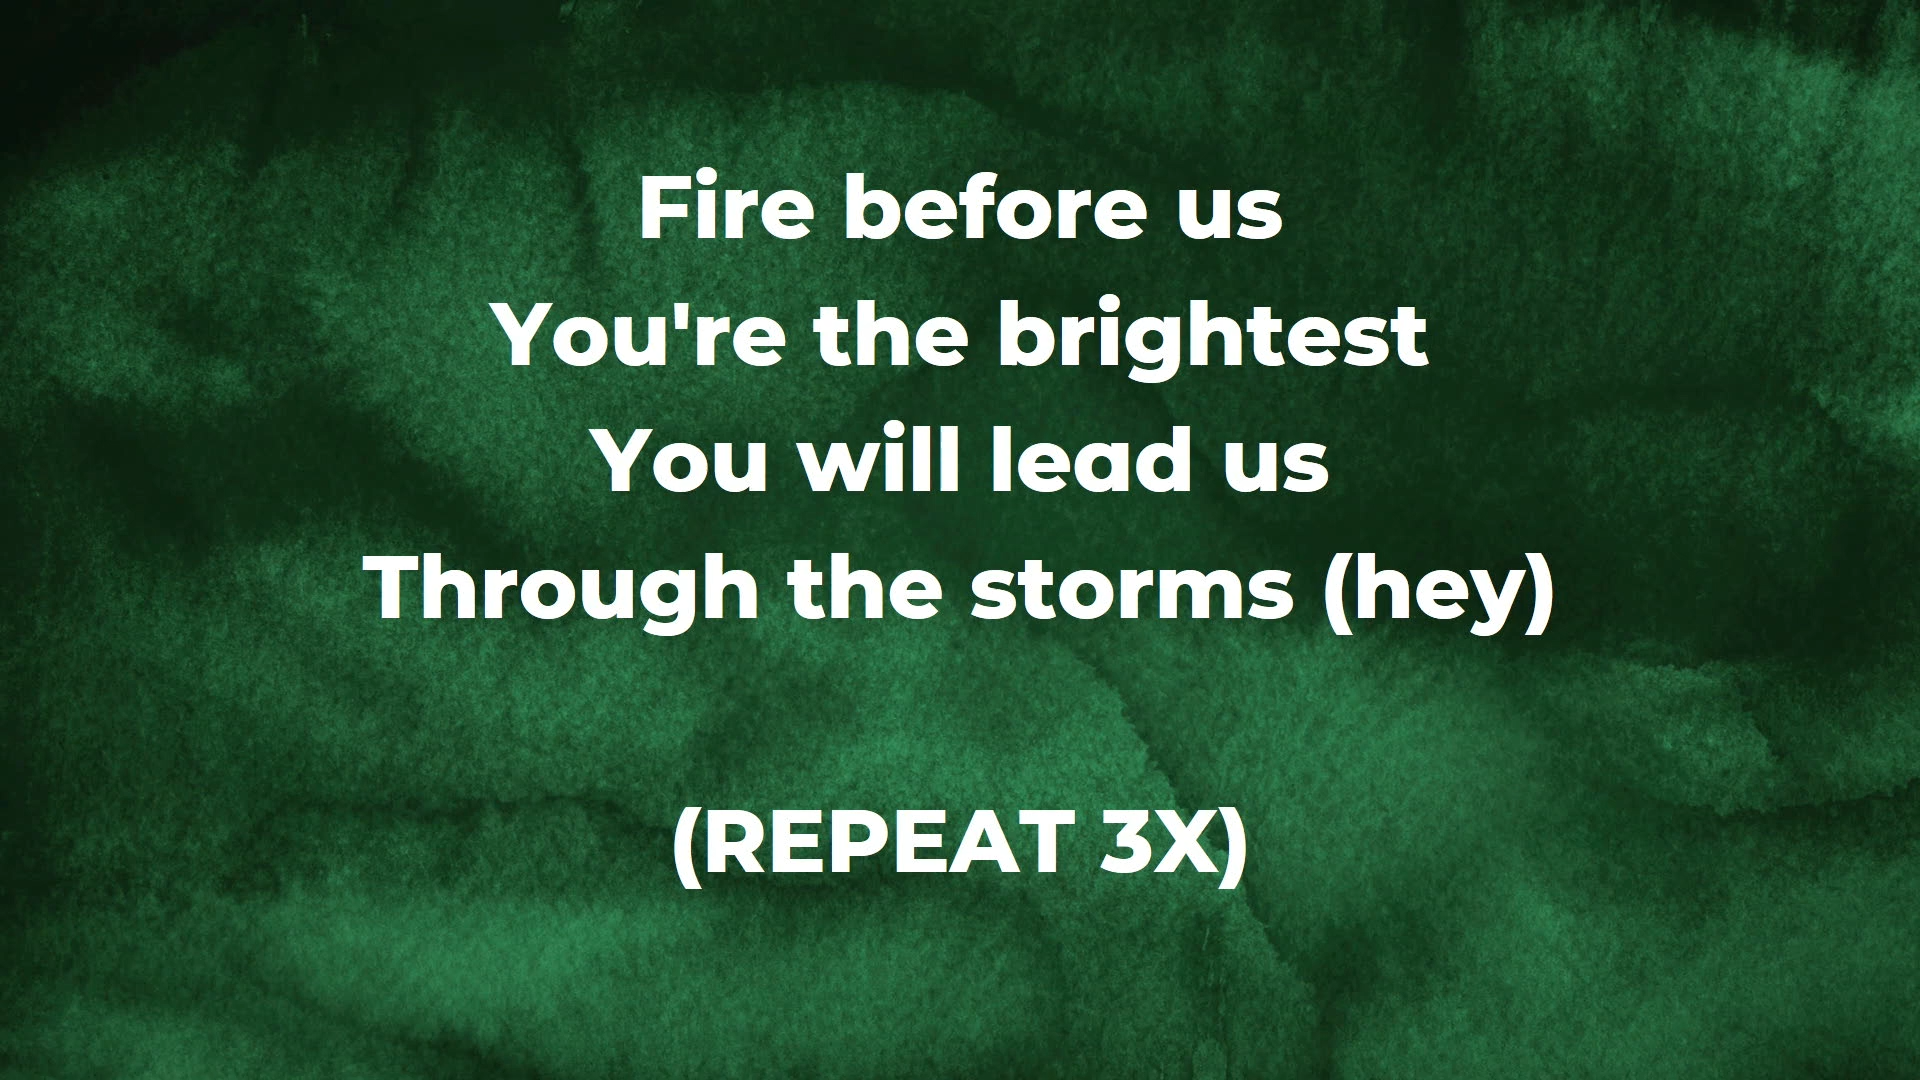 Fire before us
You're the brightest
You will lead us
Through the storms (hey)
(REPEAT 3X)